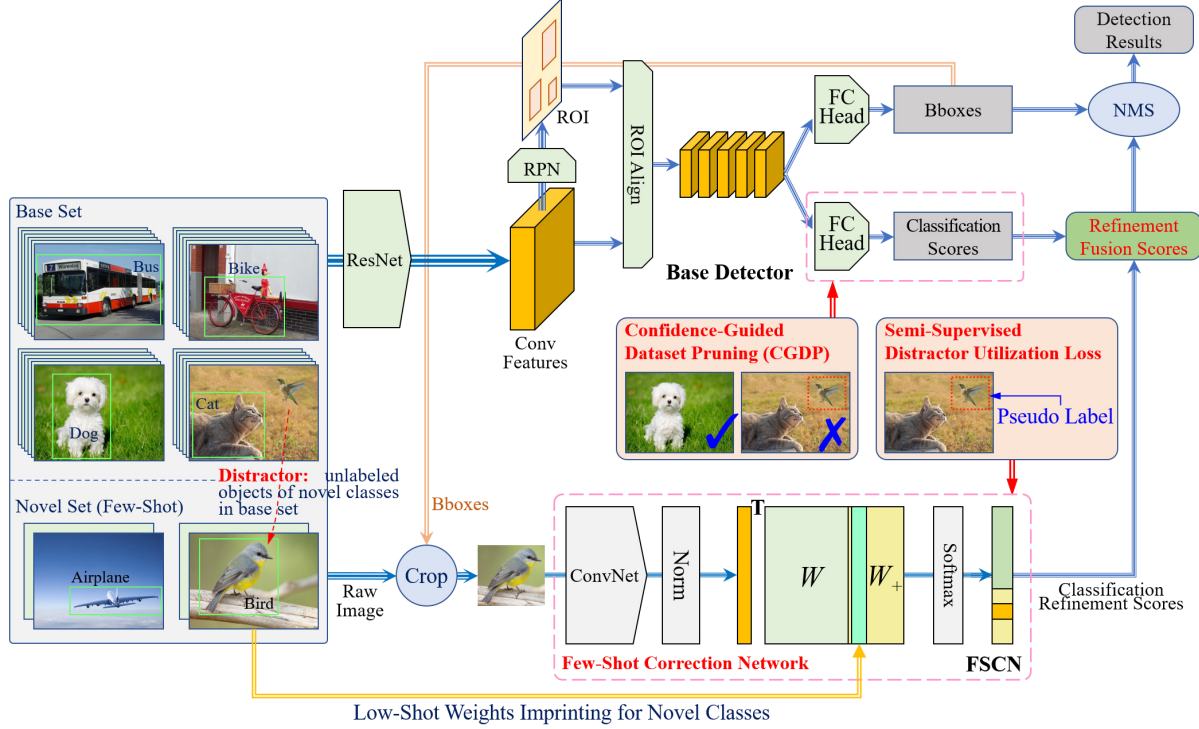 Detection
Results
FC
Head
Bboxes
NMS
ROI
RPN
ROI Align
Base Set
Bus
Bike
ResNet
FC
Head
Classification
Scores
Refinement
Fusion Scores
Base Detector
Conv
Features
Confidence-Guided
Dataset Pruning (CGDP)
Semi-Supervised
Distractor Utilization Loss
Pseudo Label
Dog
Cat
Distractor: unlabeled
objects of novel classes
in base set
Novel Set (Few-Shot)
Airplane
Bird
Bboxes
Raw
Image
Crop
ConvNet
Norm
T
W
W+
Softmax
Classification
Refinement Scores
Few-Shot Correction Network
FSCN
Low-Shot Weights Imprinting for Novel Classes